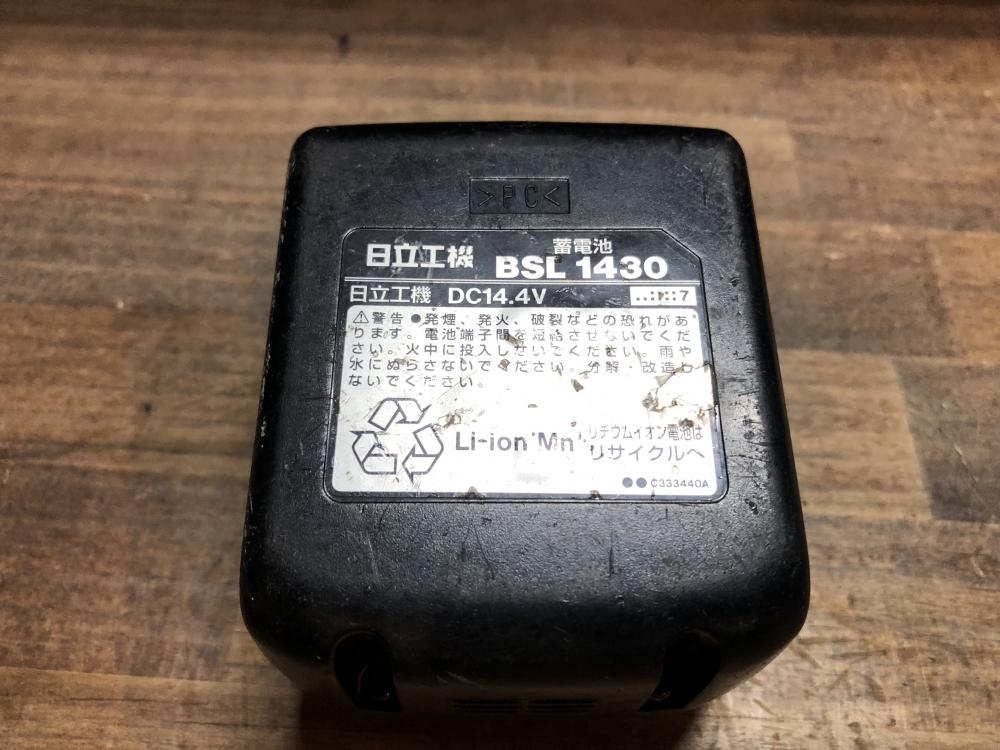 >PC<
蓄電池
日立工機 BSL 1430
日立工機 DC14.4V
7
⚠警告 ●発煙、発火、破裂などの恐れがあ
ります。電池端子間を短絡させないでくだ
さい。火中に投入しないでください。雨や
水にぬらさないでください。分解・改造し
ないでください。
Li-ion 'Mn' リチウムイオン電池は
リサイクルへ
●● C333440A